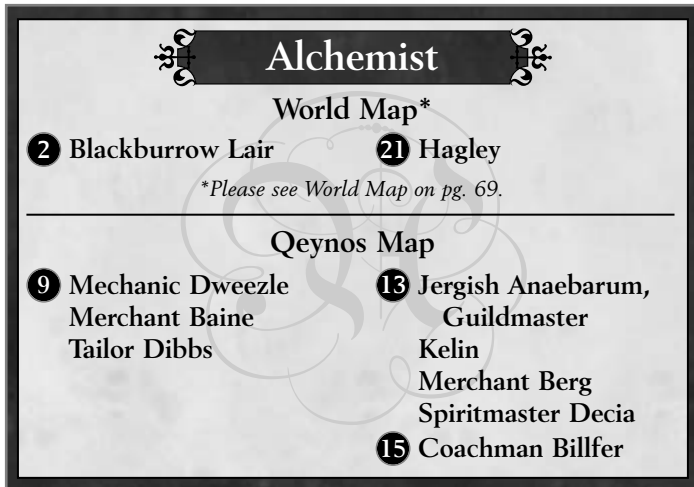 Alchemist
World Map*
2 Blackburrow Lair
21 Hagley
*Please see World Map on pg. 69.
Qeynos Map
9 Mechanic Dweezle
Merchant Baine
Tailor Dibbs
13 Jergish Anaebarum,
Guildmaster
Kelin
Merchant Berg
Spiritmaster Decia
15 Coachman Billfer